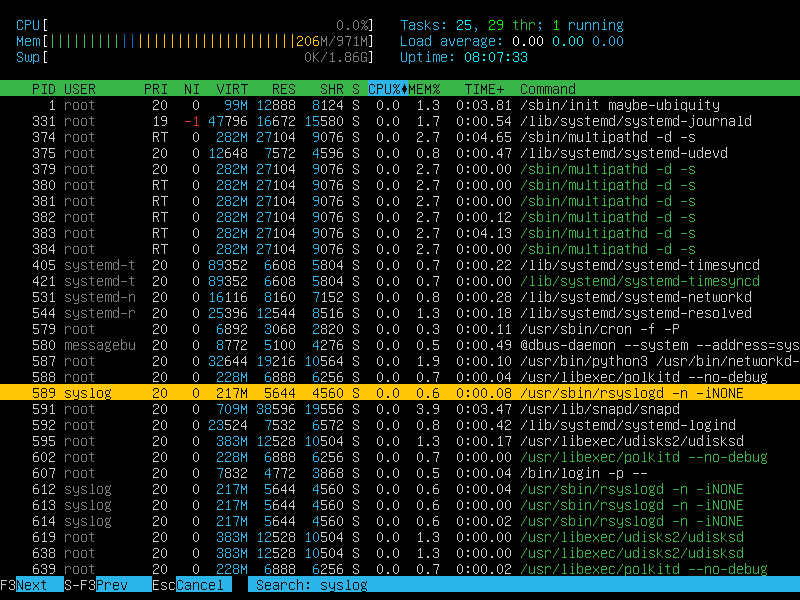 CPU[ 0.0%] Tasks: 25, 29 thr; 1 running
Mem[||||||||||||||||||||||||||||||||206M/971M] Load average: 0.00 0.00 0.00
Swp[ 0K/1.86G] Uptime: 08:07:33
PID USER PRI NI VIRT RES SHR S CPU%♦MEM% TIME+ Command
1 root 20 0 99M 12888 8124 S 0.0 1.3 0:03.81 /sbin/init maybe-ubiquity
331 root 19 -1 47796 16672 15580 S 0.0 1.7 0:00.54 /lib/systemd/systemd-journald
374 root RT 0 282M 27104 9076 S 0.0 2.7 0:04.65 /sbin/multipathd -d -s
375 root 20 0 12648 7572 4596 S 0.0 0.8 0:00.47 /lib/systemd/systemd-udevd
379 root 20 0 282M 27104 9076 S 0.0 2.7 0:00.00 /sbin/multipathd -d -s
380 root RT 0 282M 27104 9076 S 0.0 2.7 0:00.00 /sbin/multipathd -d -s
381 root RT 0 282M 27104 9076 S 0.0 2.7 0:00.00 /sbin/multipathd -d -s
382 root RT 0 282M 27104 9076 S 0.0 2.7 0:00.12 /sbin/multipathd -d -s
383 root RT 0 282M 27104 9076 S 0.0 2.7 0:04.13 /sbin/multipathd -d -s
384 root RT 0 282M 27104 9076 S 0.0 2.7 0:00.00 /sbin/multipathd -d -s
405 systemd-t 20 0 89352 6608 5804 S 0.0 0.7 0:00.22 /lib/systemd/systemd-timesyncd
421 systemd-t 20 0 89352 6608 5804 S 0.0 0.7 0:00.00 /lib/systemd/systemd-timesyncd
531 systemd-n 20 0 16116 8160 7152 S 0.0 0.8 0:00.28 /lib/systemd/systemd-networkd
544 systemd-r 20 0 25396 12544 8516 S 0.0 1.3 0:00.18 /lib/systemd/systemd-resolved
579 root 20 0 6892 3068 2820 S 0.0 0.3 0:00.11 /usr/sbin/cron -f -P
580 messagebu 20 0 8772 5100 4276 S 0.0 0.5 0:00.49 @dbus-daemon --system --address=sys
587 root 20 0 32644 19216 10564 S 0.0 1.9 0:00.10 /usr/bin/python3 /usr/bin/networkd-
588 root 20 0 228M 6888 6256 S 0.0 0.7 0:00.04 /usr/libexec/polkitd --no-debug
589 syslog 20 0 217M 5644 4560 S 0.0 0.6 0:00.08 /usr/sbin/rsyslogd -n -iNONE
591 root 20 0 709M 38596 19556 S 0.0 3.9 0:03.47 /usr/lib/snapd/snapd
592 root 20 0 23524 7532 6572 S 0.0 0.8 0:00.42 /lib/systemd/systemd-logind
595 root 20 0 383M 12528 10504 S 0.0 1.3 0:00.17 /usr/libexec/udisks2/udisksd
602 root 20 0 228M 6888 6256 S 0.0 0.7 0:00.00 /usr/libexec/polkitd --no-debug
607 root 20 0 7832 4772 3868 S 0.0 0.5 0:00.04 /bin/login -p --
612 syslog 20 0 217M 5644 4560 S 0.0 0.6 0:00.04 /usr/sbin/rsyslogd -n -iNONE
613 syslog 20 0 217M 5644 4560 S 0.0 0.6 0:00.00 /usr/sbin/rsyslogd -n -iNONE
614 syslog 20 0 217M 5644 4560 S 0.0 0.6 0:00.02 /usr/sbin/rsyslogd -n -iNONE
619 root 20 0 383M 12528 10504 S 0.0 1.3 0:00.02 /usr/libexec/udisks2/udisksd
638 root 20 0 383M 12528 10504 S 0.0 1.3 0:00.00 /usr/libexec/udisks2/udisksd
639 root 20 0 228M 6888 6256 S 0.0 0.7 0:00.02 /usr/libexec/polkitd --no-debug
F3Next S-F3Prev EscCancel Search: syslog